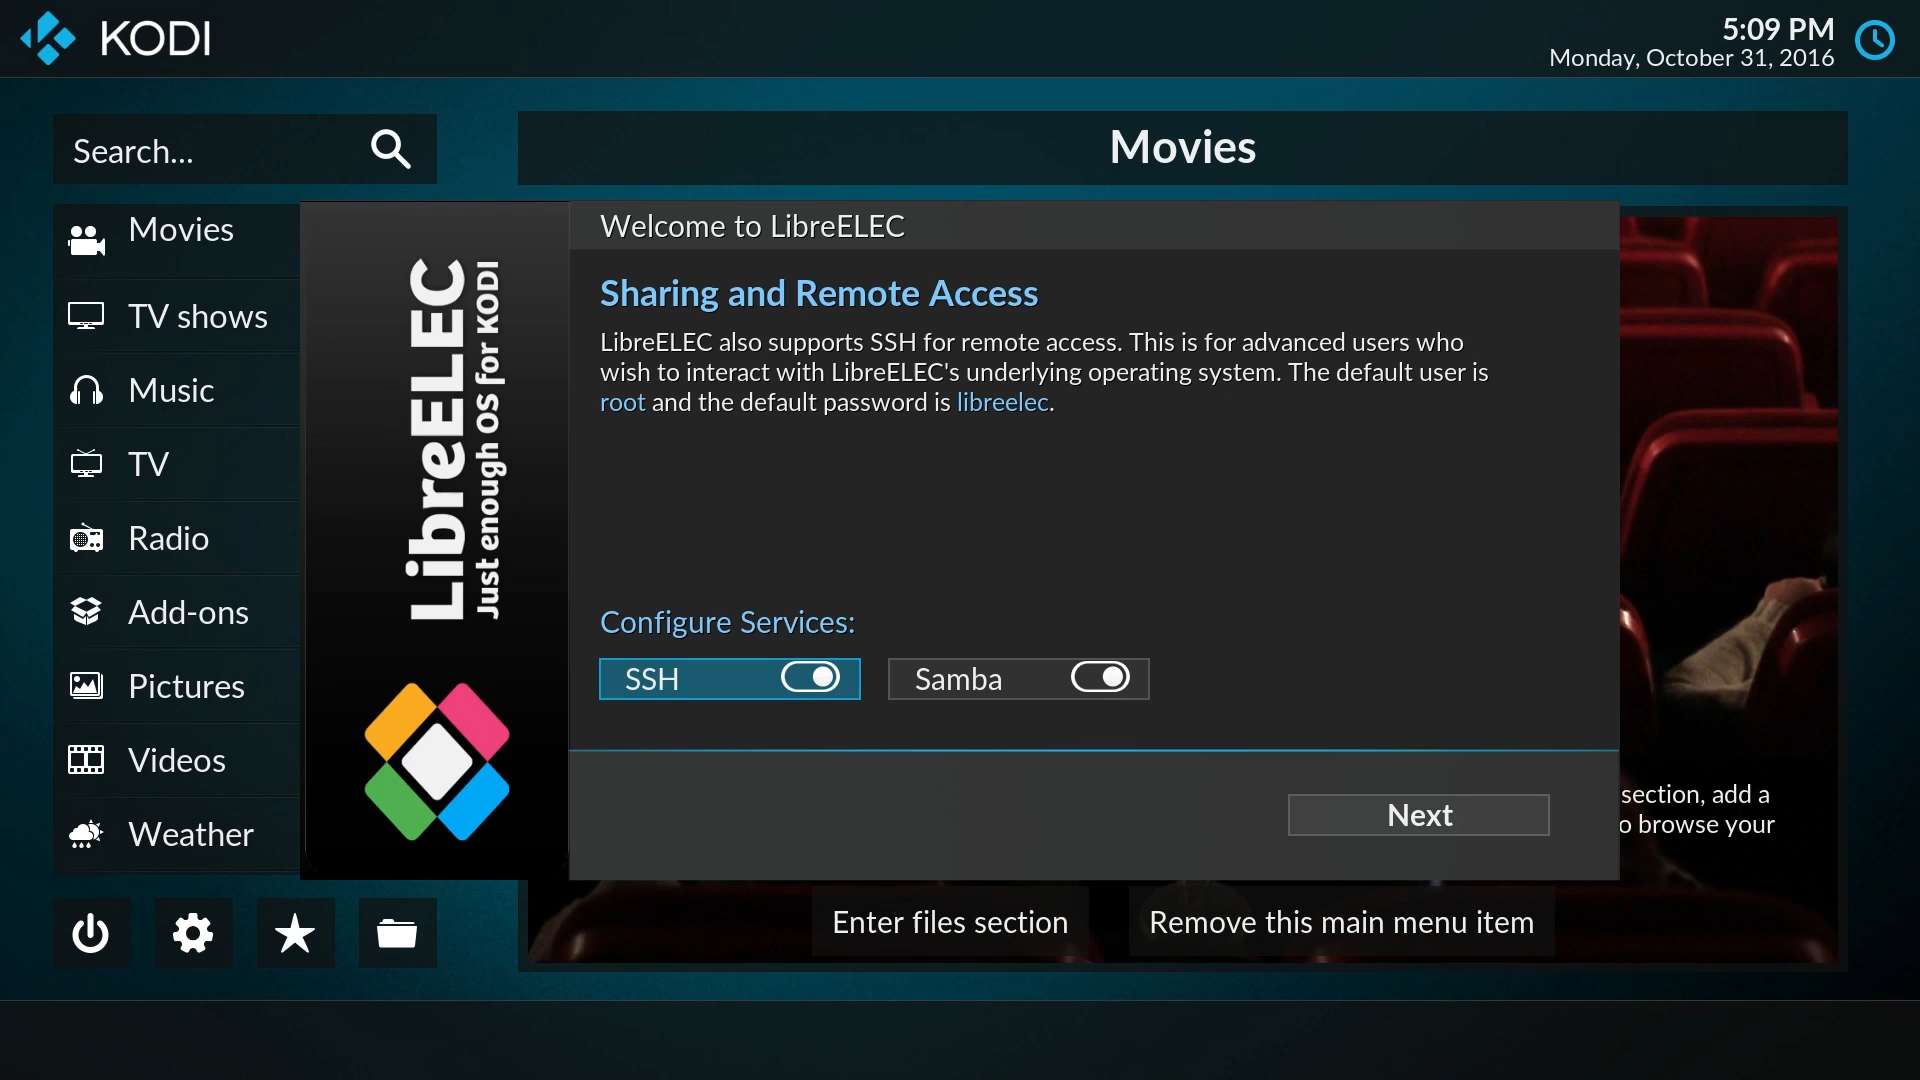 KODI
5:09 PM
Monday, October 31, 2016
Search...
Movies
Movies
TV shows
Music
TV
Radio
Add-ons
Pictures
Videos
Weather
LibreELEC
Just enough OS for KODI
Welcome to LibreELEC
Sharing and Remote Access
LibreELEC also supports SSH for remote access. This is for advanced users who
wish to interact with LibreELEC's underlying operating system. The default user is
root and the default password is libreelec.
Configure Services:
SSH
Samba
Next
section, add a
o browse your
Enter files section
Remove this main menu item